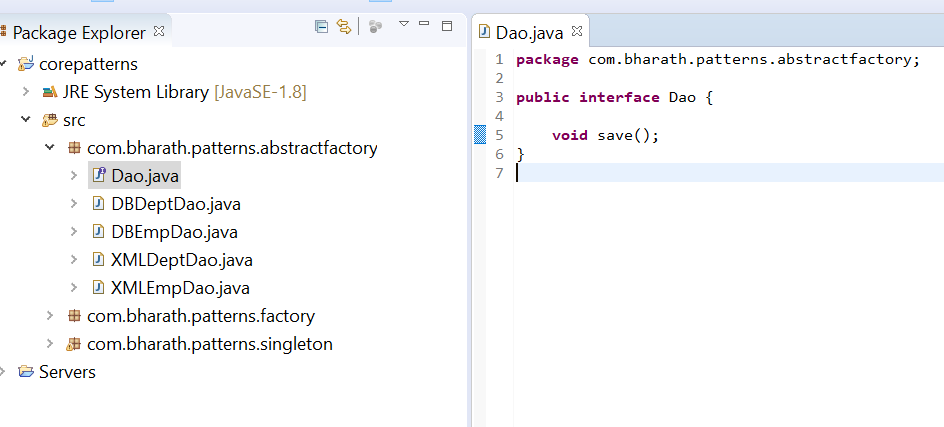 Package Explorer
corepatterns
JRE System Library [JavaSE-1.8]
src
com.bharath.patterns.abstractfactory
Dao.java
DBDeptDao.java
DBEmpDao.java
XMLDeptDao.java
XMLEmpDao.java
com.bharath.patterns.factory
com.bharath.patterns.singleton
Servers
Dao.java
1 package com.bharath.patterns.abstractfactory;
2
3 public interface Dao {
4
5     void save();
6 }
7